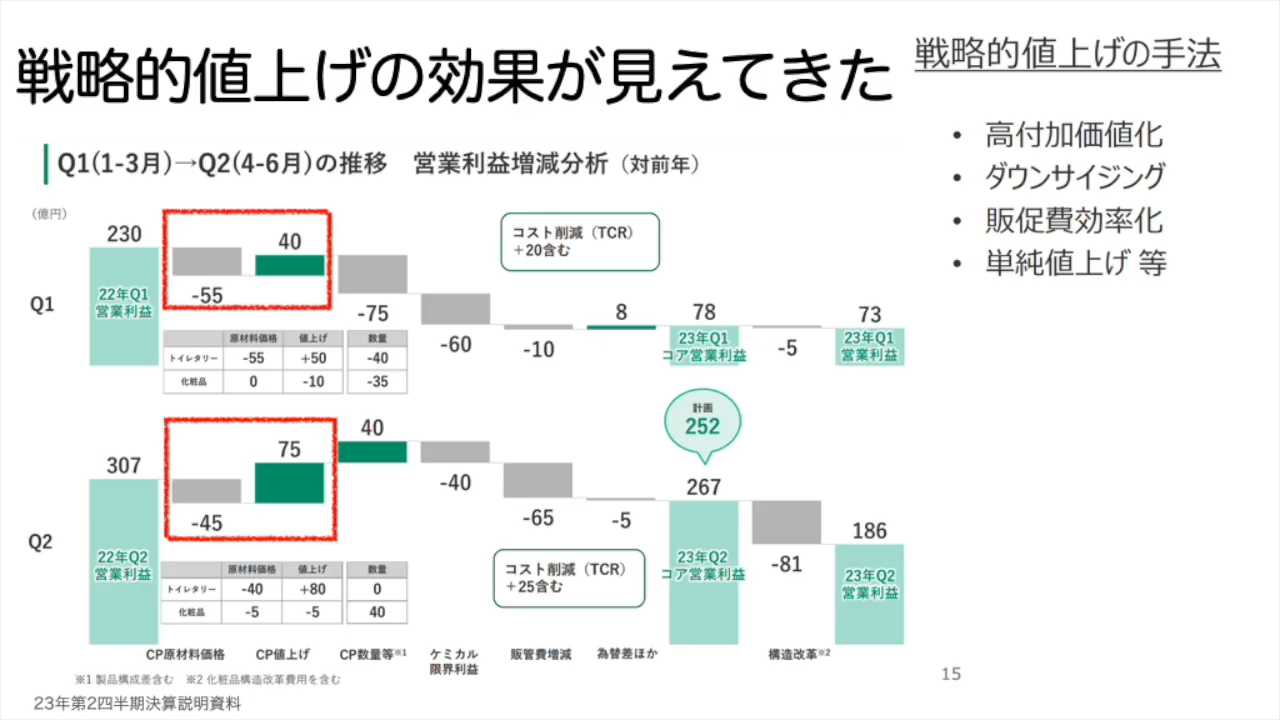 戦略的値上げの効果が見えてきた
戦略的値上げの手法
• 高付加価値化
• ダウンサイジング
• 販促費効率化
• 単純値上げ 等
Q1(1-3月)→Q2(4-6月)の推移　営業利益増減分析（対前年）
（億円）
Q1
230
22年Q1
営業利益
-55
40
-75
-60
-10
8
78
23年Q1
コア営業利益
-5
73
23年Q1
営業利益
コスト削減（TCR）
＋20含む
原材料価格 値上げ 数量
トイレタリー -55 +50 -40
化粧品 0 -10 -35
Q2
307
22年Q2
営業利益
-45
75
40
-40
-65
-5
計画
252
267
23年Q2
コア営業利益
-81
186
23年Q2
営業利益
コスト削減（TCR）
＋25含む
原材料価格 値上げ 数量
トイレタリー -40 +80 0
化粧品 -5 -5 40
CP原材料価格 CP値上げ CP数量等※1 ケミカル
限界利益 販管費増減 為替差ほか 構造改革※2
※1 製品構成差含む　※2 化粧品構造改革費用を含む
15
23年第2四半期決算説明資料